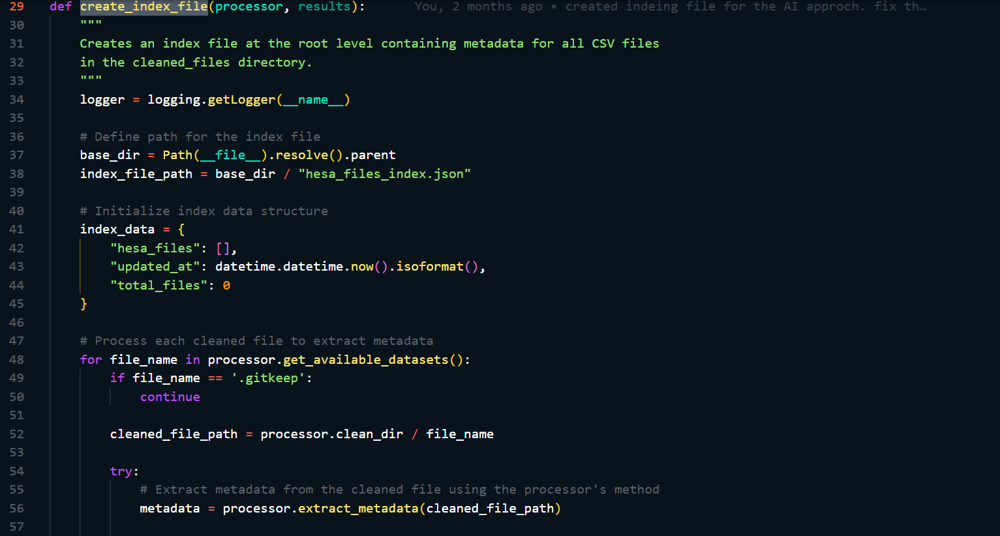 29 def create_index_file(processor, results): You, 2 months ago • created indeing file for the AI approch. fix th…
30 """
31 Creates an index file at the root level containing metadata for all CSV files
32 in the cleaned_files directory.
33 """
34 logger = logging.getLogger(__name__)
35
36 # Define path for the index file
37 base_dir = Path(__file__).resolve().parent
38 index_file_path = base_dir / "hesa_files_index.json"
39
40 # Initialize index data structure
41 index_data = {
42 "hesa_files": [],
43 "updated_at": datetime.datetime.now().isoformat(),
44 "total_files": 0
45 }
46
47 # Process each cleaned file to extract metadata
48 for file_name in processor.get_available_datasets():
49 if file_name == '.gitkeep':
50 continue
51
52 cleaned_file_path = processor.clean_dir / file_name
53
54 try:
55 # Extract metadata from the cleaned file using the processor's method
56 metadata = processor.extract_metadata(cleaned_file_path)
57